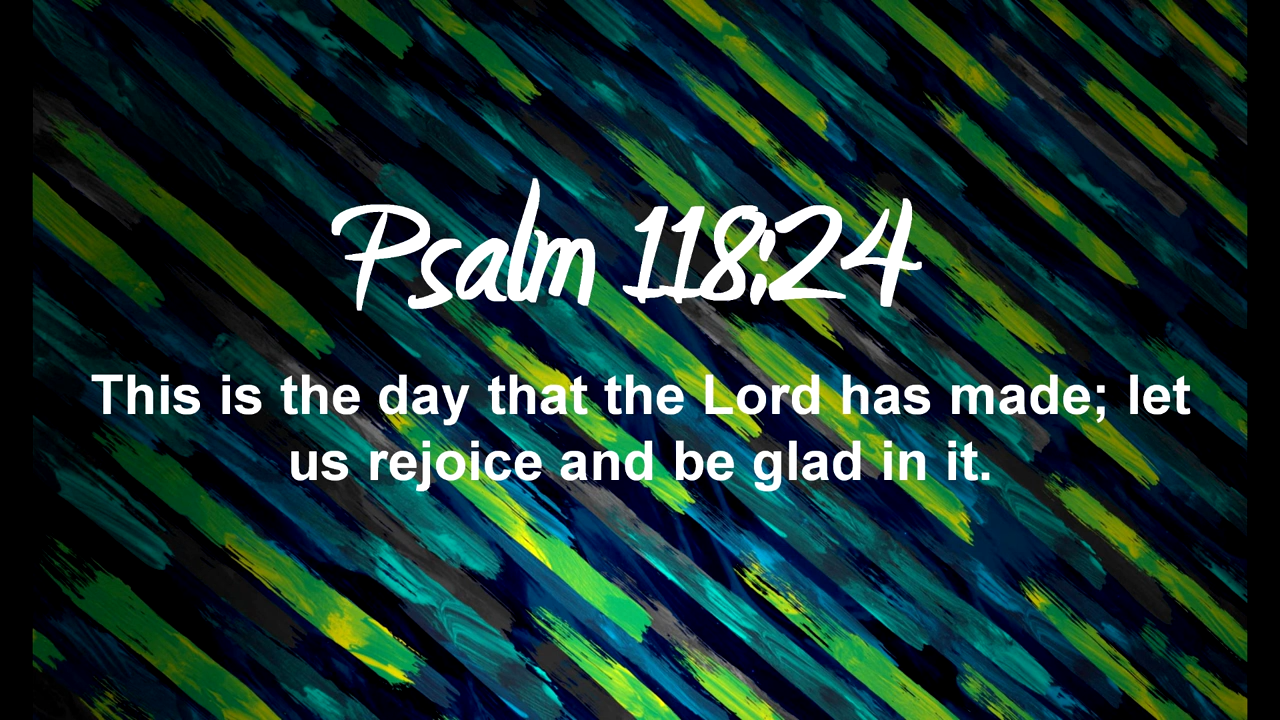 Psalm 118:24
This is the day that the Lord has made; let
us rejoice and be glad in it.